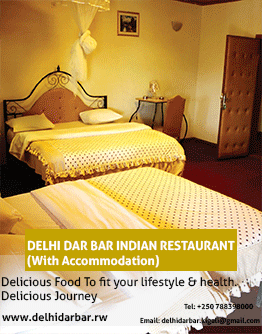 DELHI DAR BAR INDIAN RESTAURANT
(With Accommodation)
Delicious Food To fit your lifestyle & health.
Delicious Journey
Tel: +250 788398000
www.delhidarbar.rw
Email: delhidarbar.kigali@gmail.com